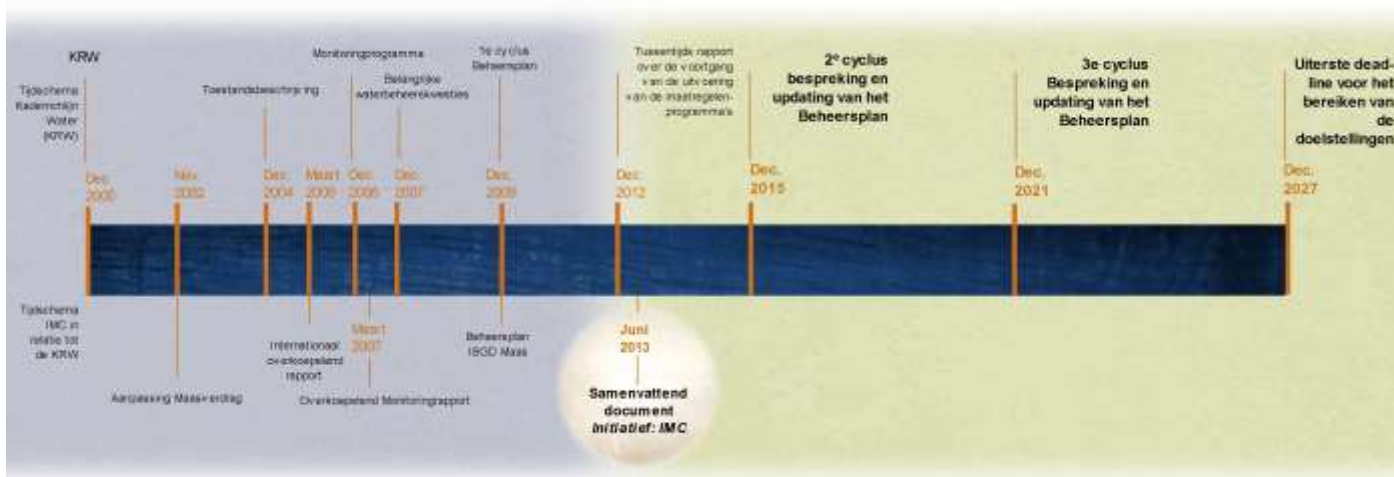 KRW
Tijdschema
Kaderrichtlijn
Water
(KRW)
Toestandsbeschrijving
Monitoringprogramma
Belangrijke
waterbeheerskwesties
1e cyclus
Beheersplan
Tussentijds rapport
over de voortgang
van de uitvoering
van de maatregelen-
programma's
2e cyclus
bespreking en
updating van het
Beheersplan
3e cyclus
Bespreking en
updating van het
Beheersplan
Uiterste dead-
line voor het
bereiken van
de
doelstellingen
Dec.
2000
Nov.
2002
Dec.
2004
Maart
2005
Dec.
2006
Dec.
2007
Dec.
2009
Dec.
2012
Dec.
2015
Dec.
2021
Dec.
2027
Tijdschema
IMC in
relatie tot
de KRW
Aanpassing Maasverdrag
Internationaal
overkoepelend
rapport
Maart
2007
Overkoepelend Monitoringrapport
Beheersplan
ISGD Maas
Juni
2013
Samenvattend
document
Initiatief: IMC